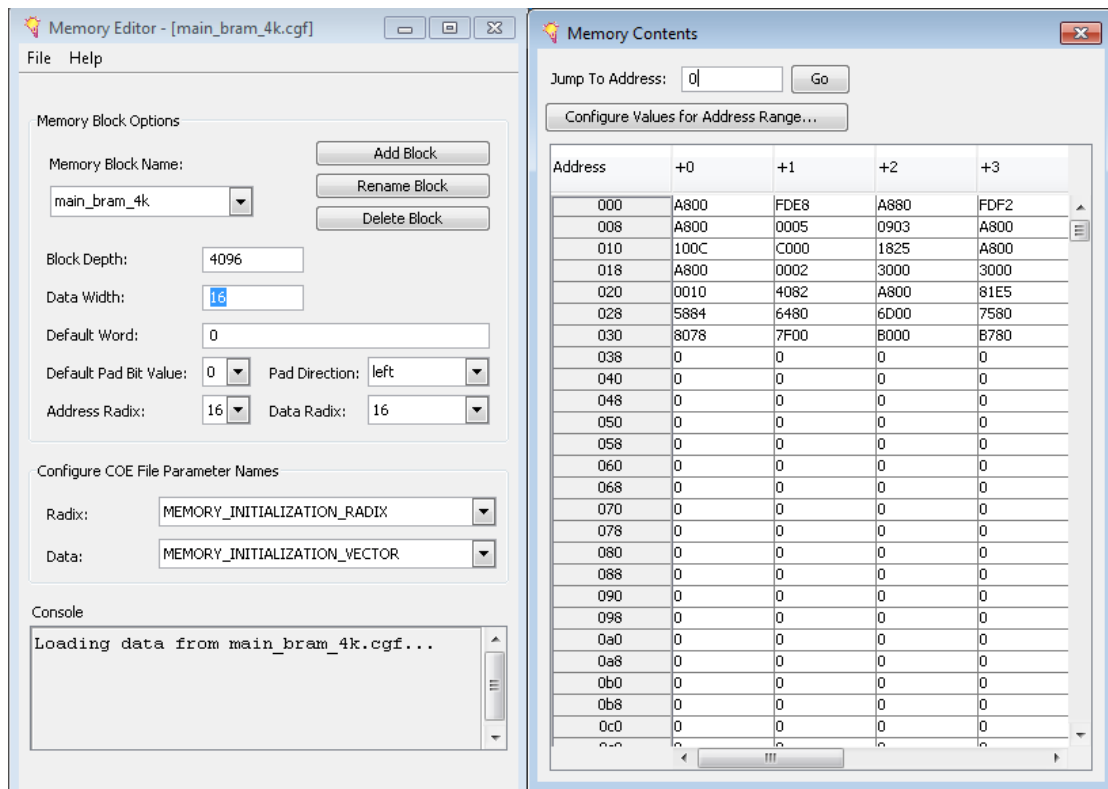 Memory Editor - [main_bram_4k.cgf]
File Help
Memory Block Options
Memory Block Name:
main_bram_4k
Add Block
Rename Block
Delete Block
Block Depth: 4096
Data Width: 16
Default Word: 0
Default Pad Bit Value: 0 Pad Direction: left
Address Radix: 16 Data Radix: 16
Configure COE File Parameter Names
Radix: MEMORY_INITIALIZATION_RADIX
Data: MEMORY_INITIALIZATION_VECTOR
Console
Loading data from main_bram_4k.cgf...
Memory Contents
Jump To Address: 0 Go
Configure Values for Address Range...
Address +0 +1 +2 +3
000 A800 FDE8 A880 FDF2
008 A800 0005 0903 A800
010 100C C000 1825 A800
018 A800 0002 3000 3000
020 0010 4082 A800 81E5
028 5884 6480 6D00 7580
030 8078 7F00 B000 B780
038 0 0 0 0
040 0 0 0 0
048 0 0 0 0
050 0 0 0 0
058 0 0 0 0
060 0 0 0 0
068 0 0 0 0
070 0 0 0 0
078 0 0 0 0
080 0 0 0 0
088 0 0 0 0
090 0 0 0 0
098 0 0 0 0
0a0 0 0 0 0
0a8 0 0 0 0
0b0 0 0 0 0
0b8 0 0 0 0
0c0 0 0 0 0